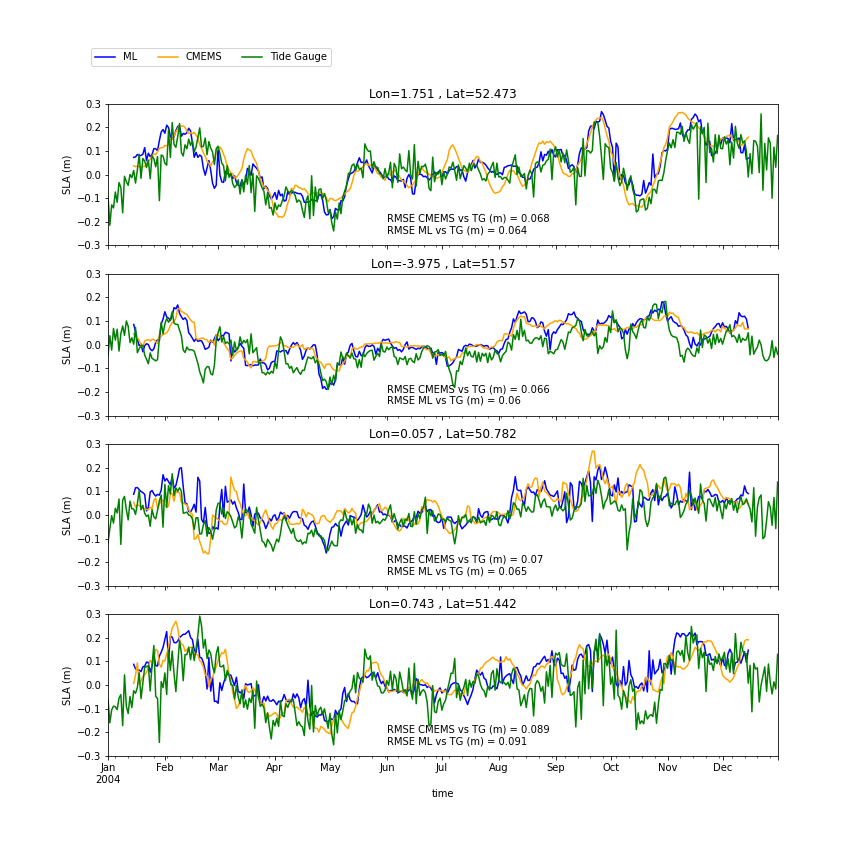 ML CMEMS Tide Gauge
Lon=1.751 , Lat=52.473
0.3
0.2
0.1
0.0
−0.1
−0.2
−0.3
SLA (m)
RMSE CMEMS vs TG (m) = 0.068
RMSE ML vs TG (m) = 0.064
Lon=-3.975 , Lat=51.57
0.3
0.2
0.1
0.0
−0.1
−0.2
−0.3
SLA (m)
RMSE CMEMS vs TG (m) = 0.066
RMSE ML vs TG (m) = 0.06
Lon=0.057 , Lat=50.782
0.3
0.2
0.1
0.0
−0.1
−0.2
−0.3
SLA (m)
RMSE CMEMS vs TG (m) = 0.07
RMSE ML vs TG (m) = 0.065
Lon=0.743 , Lat=51.442
0.3
0.2
0.1
0.0
−0.1
−0.2
−0.3
SLA (m)
RMSE CMEMS vs TG (m) = 0.089
RMSE ML vs TG (m) = 0.091
Jan Feb Mar Apr May Jun Jul Aug Sep Oct Nov Dec
2004
time